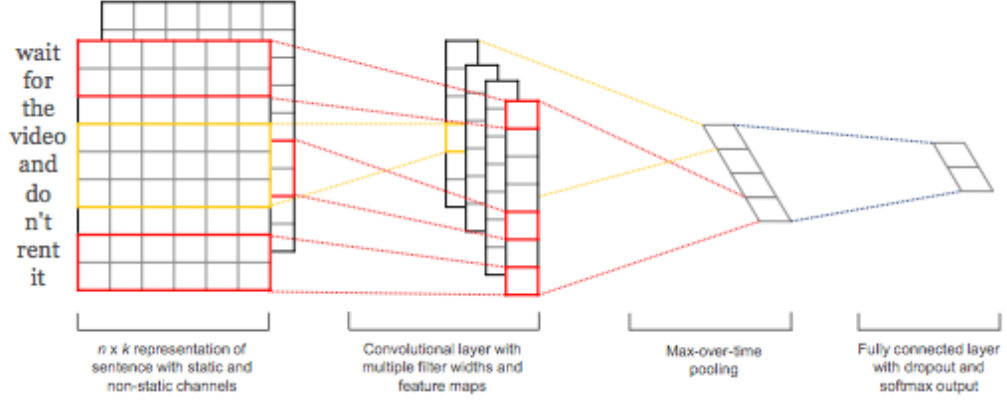 wait
for
the
video
and
do
n't
rent
it
n x k representation of
sentence with static and
non-static channels
Convolutional layer with
multiple filter widths and
feature maps
Max-over-time
pooling
Fully connected layer
with dropout and
softmax output